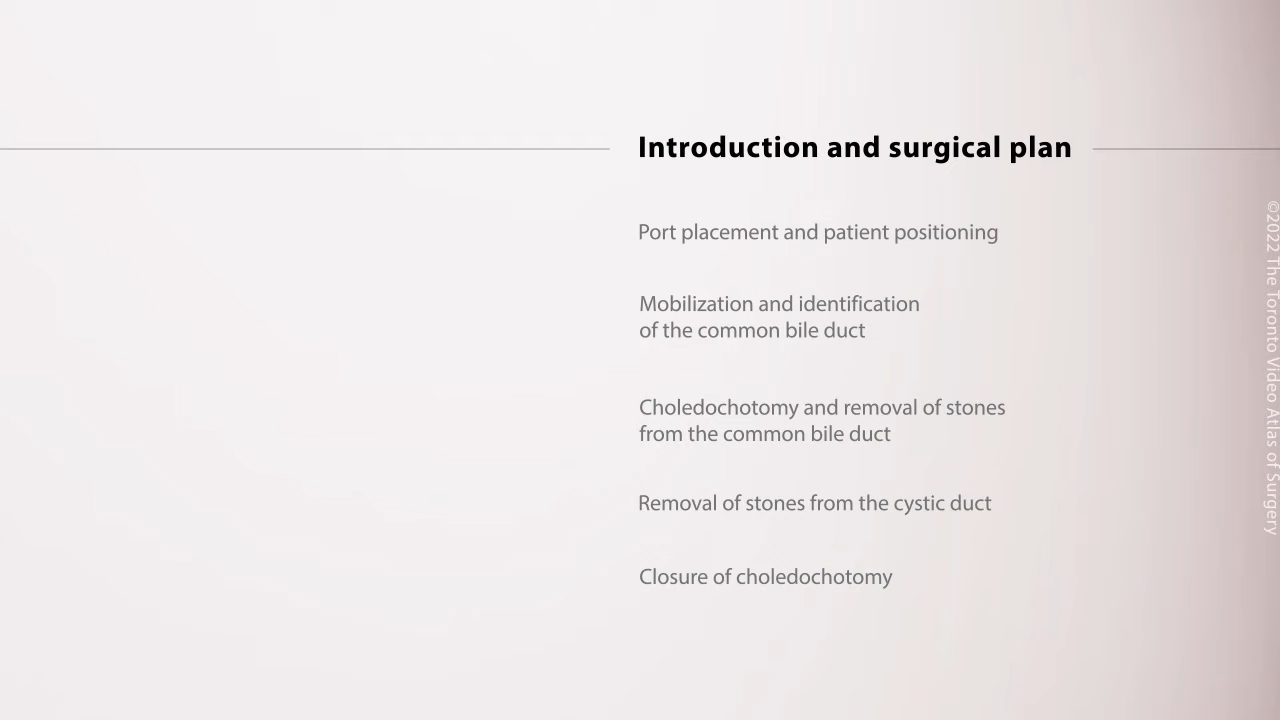 Introduction and surgical plan
Port placement and patient positioning
Mobilization and identification
of the common bile duct
Choledochotomy and removal of stones
from the common bile duct
Removal of stones from the cystic duct
Closure of choledochotomy
©2022 The Toronto Video Atlas of Surgery